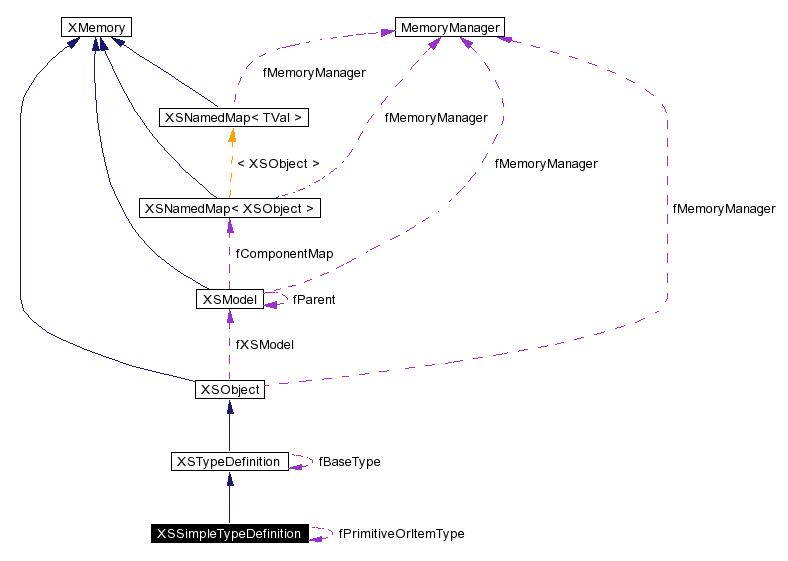 XMemory
MemoryManager
fMemoryManager
XSNamedMap< TVal >
fMemoryManager
< XSObject >
fMemoryManager
XSNamedMap< XSObject >
fMemoryManager
fComponentMap
XSModel
fParent
fXSModel
XSObject
XSTypeDefinition
fBaseType
XSSimpleTypeDefinition
fPrimitiveOrItemType